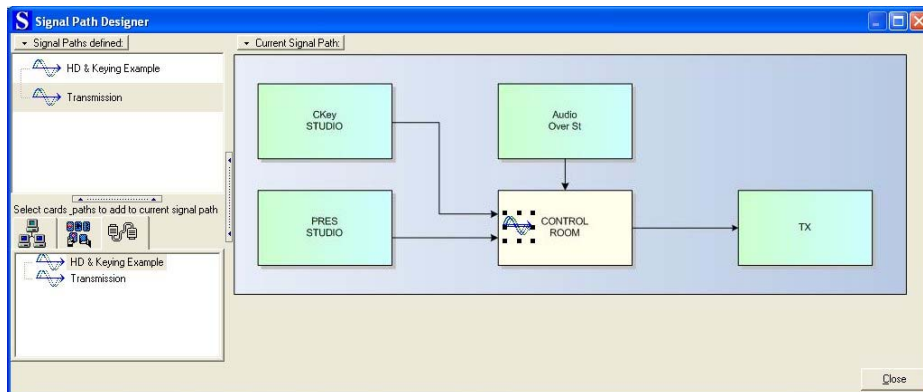 S Signal Path Designer
Signal Paths defined:
HD & Keying Example
Transmission
Select cards _paths to add to current signal path
HD & Keying Example
Transmission
Current Signal Path:
CKey
STUDIO
Audio
Over St
PRES
STUDIO
CONTROL
ROOM
TX
Close